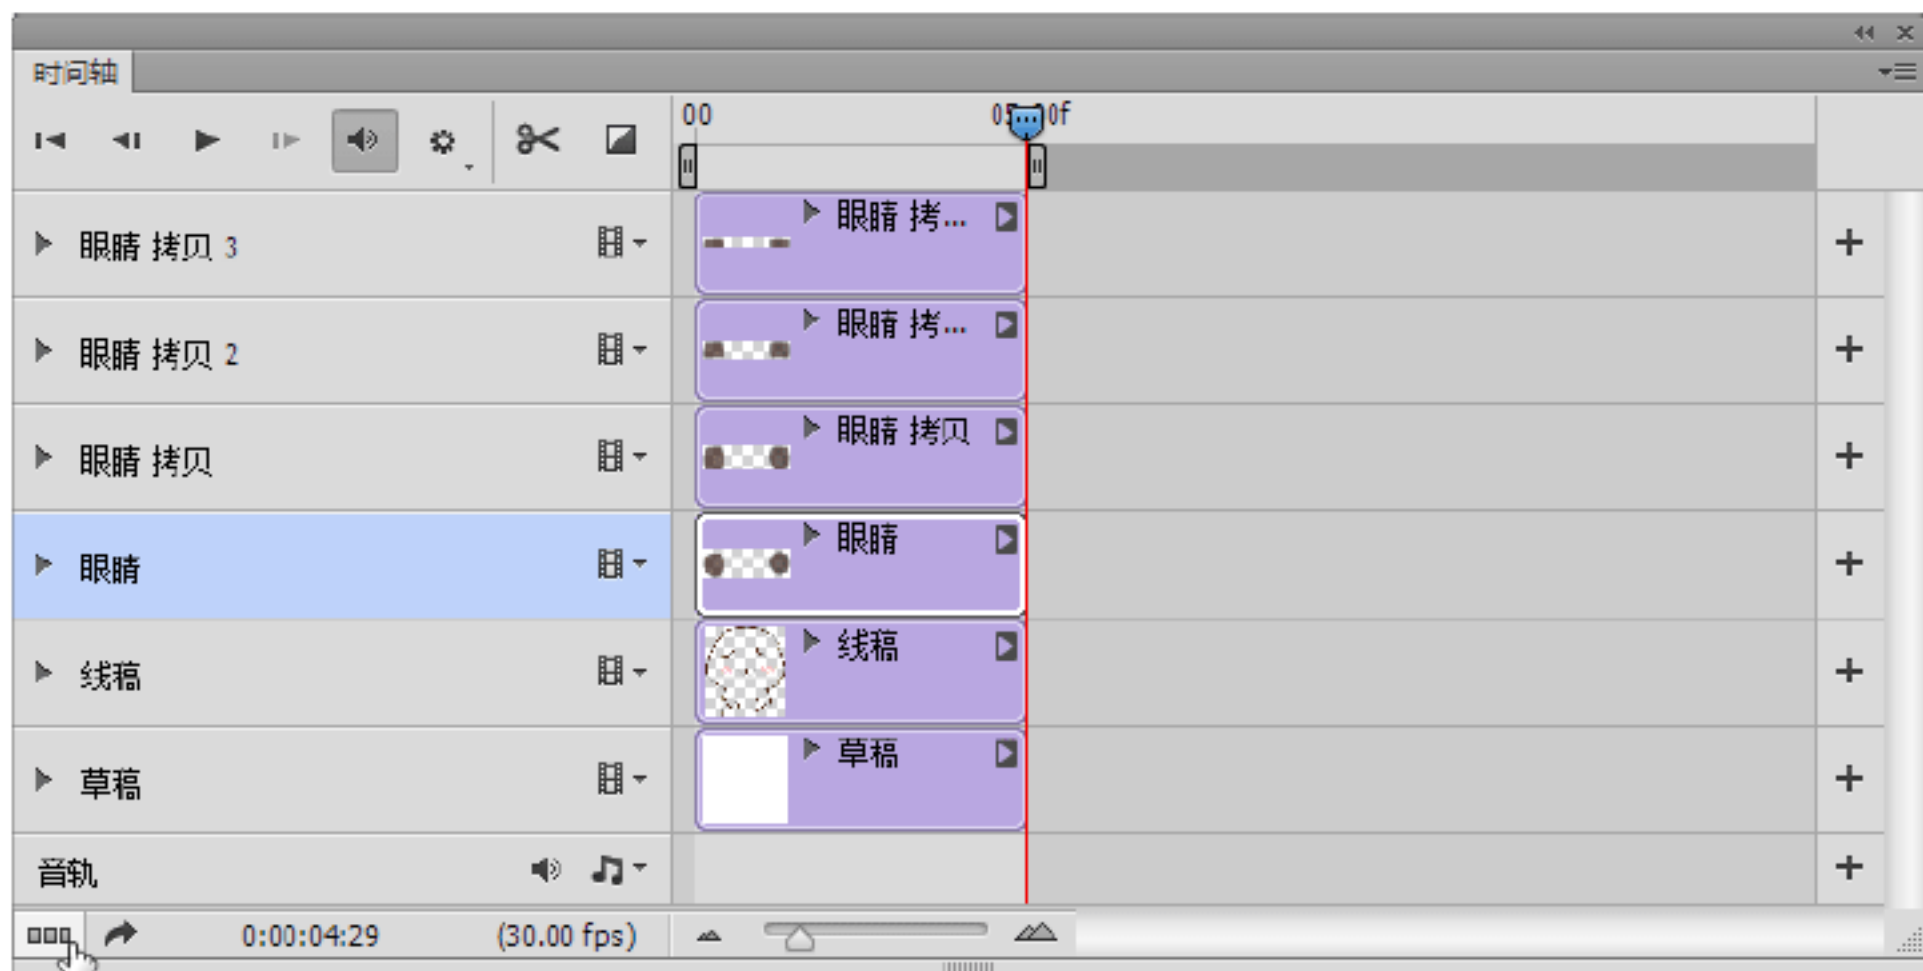 时间轴
00
0f
眼睛 拷贝 3
眼睛 拷...
眼睛 拷贝 2
眼睛 拷...
眼睛 拷贝
眼睛 拷贝
眼睛
眼睛
线稿
线稿
草稿
草稿
音轨
0:00:04:29 (30.00 fps)